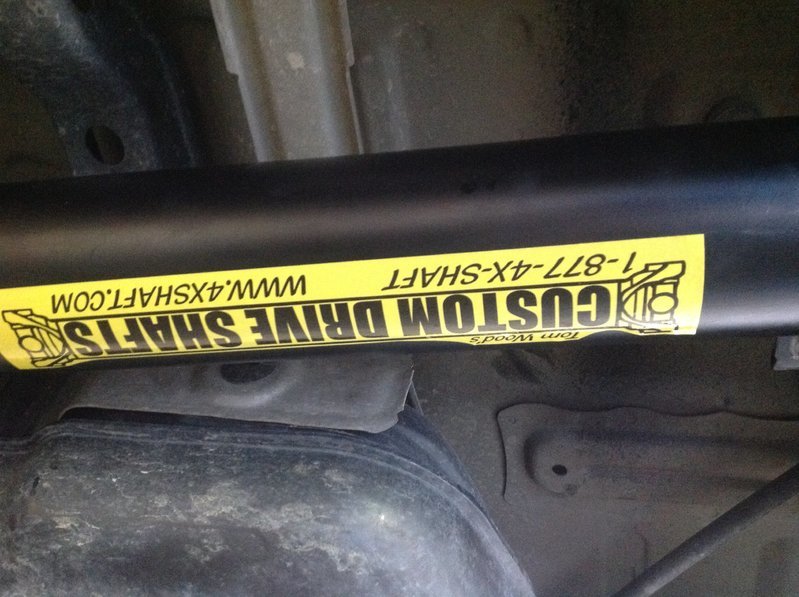 Tom Wood's
CUSTOM DRIVE SHAFTS
1-877-4X-SHAFT WWW.4XSHAFT.COM